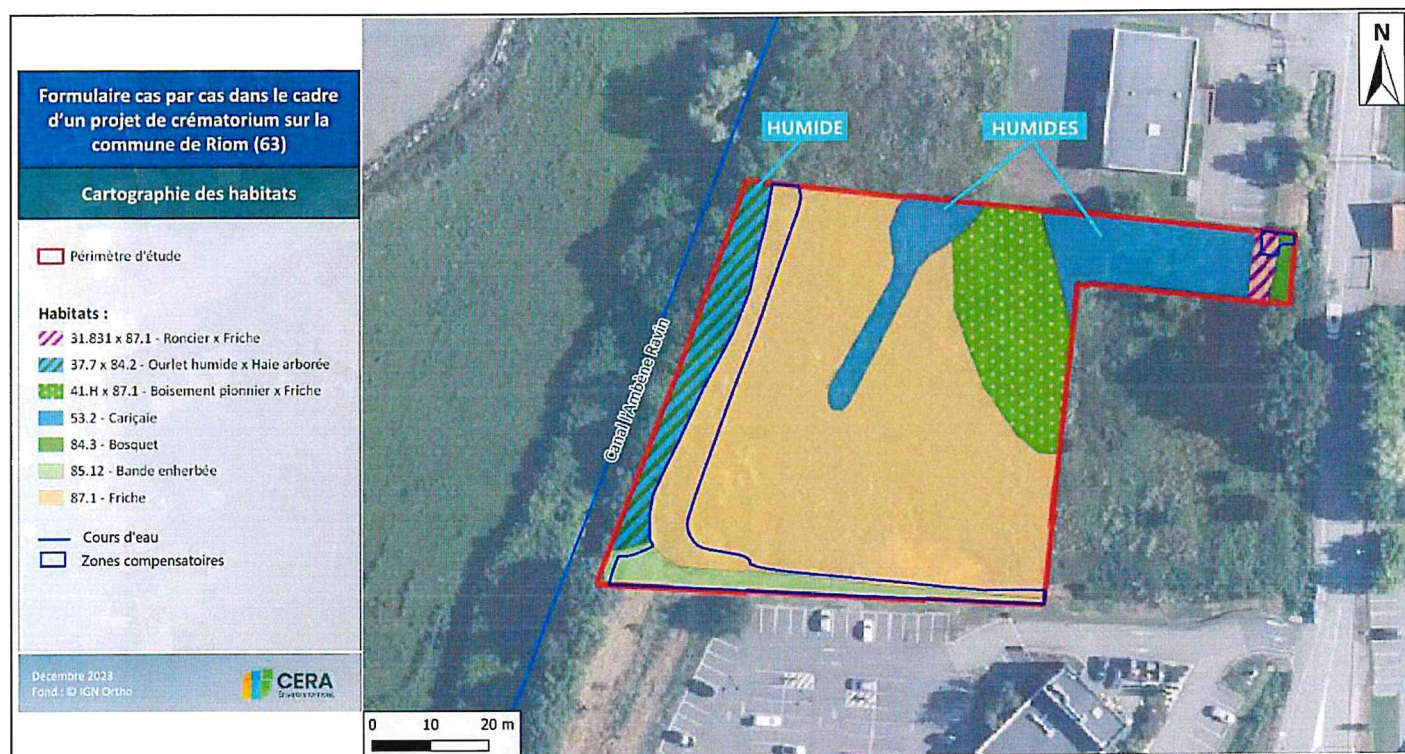 Formulaire cas par cas dans le cadre
d'un projet de crématorium sur la
commune de Riom (63)
Cartographie des habitats
Périmètre d'étude
Habitats :
31.831 x 87.1 - Roncier x Friche
37.7 x 84.2 - Ourlet humide x Haie arborée
41.H x 87.1 - Boisement pionnier x Friche
53.2 - Cariçaie
84.3 - Bosquet
85.12 - Bande enherbée
87.1 - Friche
Cours d'eau
Zones compensatoires
Décembre 2023
Fond : © IGN Ortho
CERA
Environnement
HUMIDE
HUMIDES
N
Canal l'Ambène Ravin
0 10 20 m